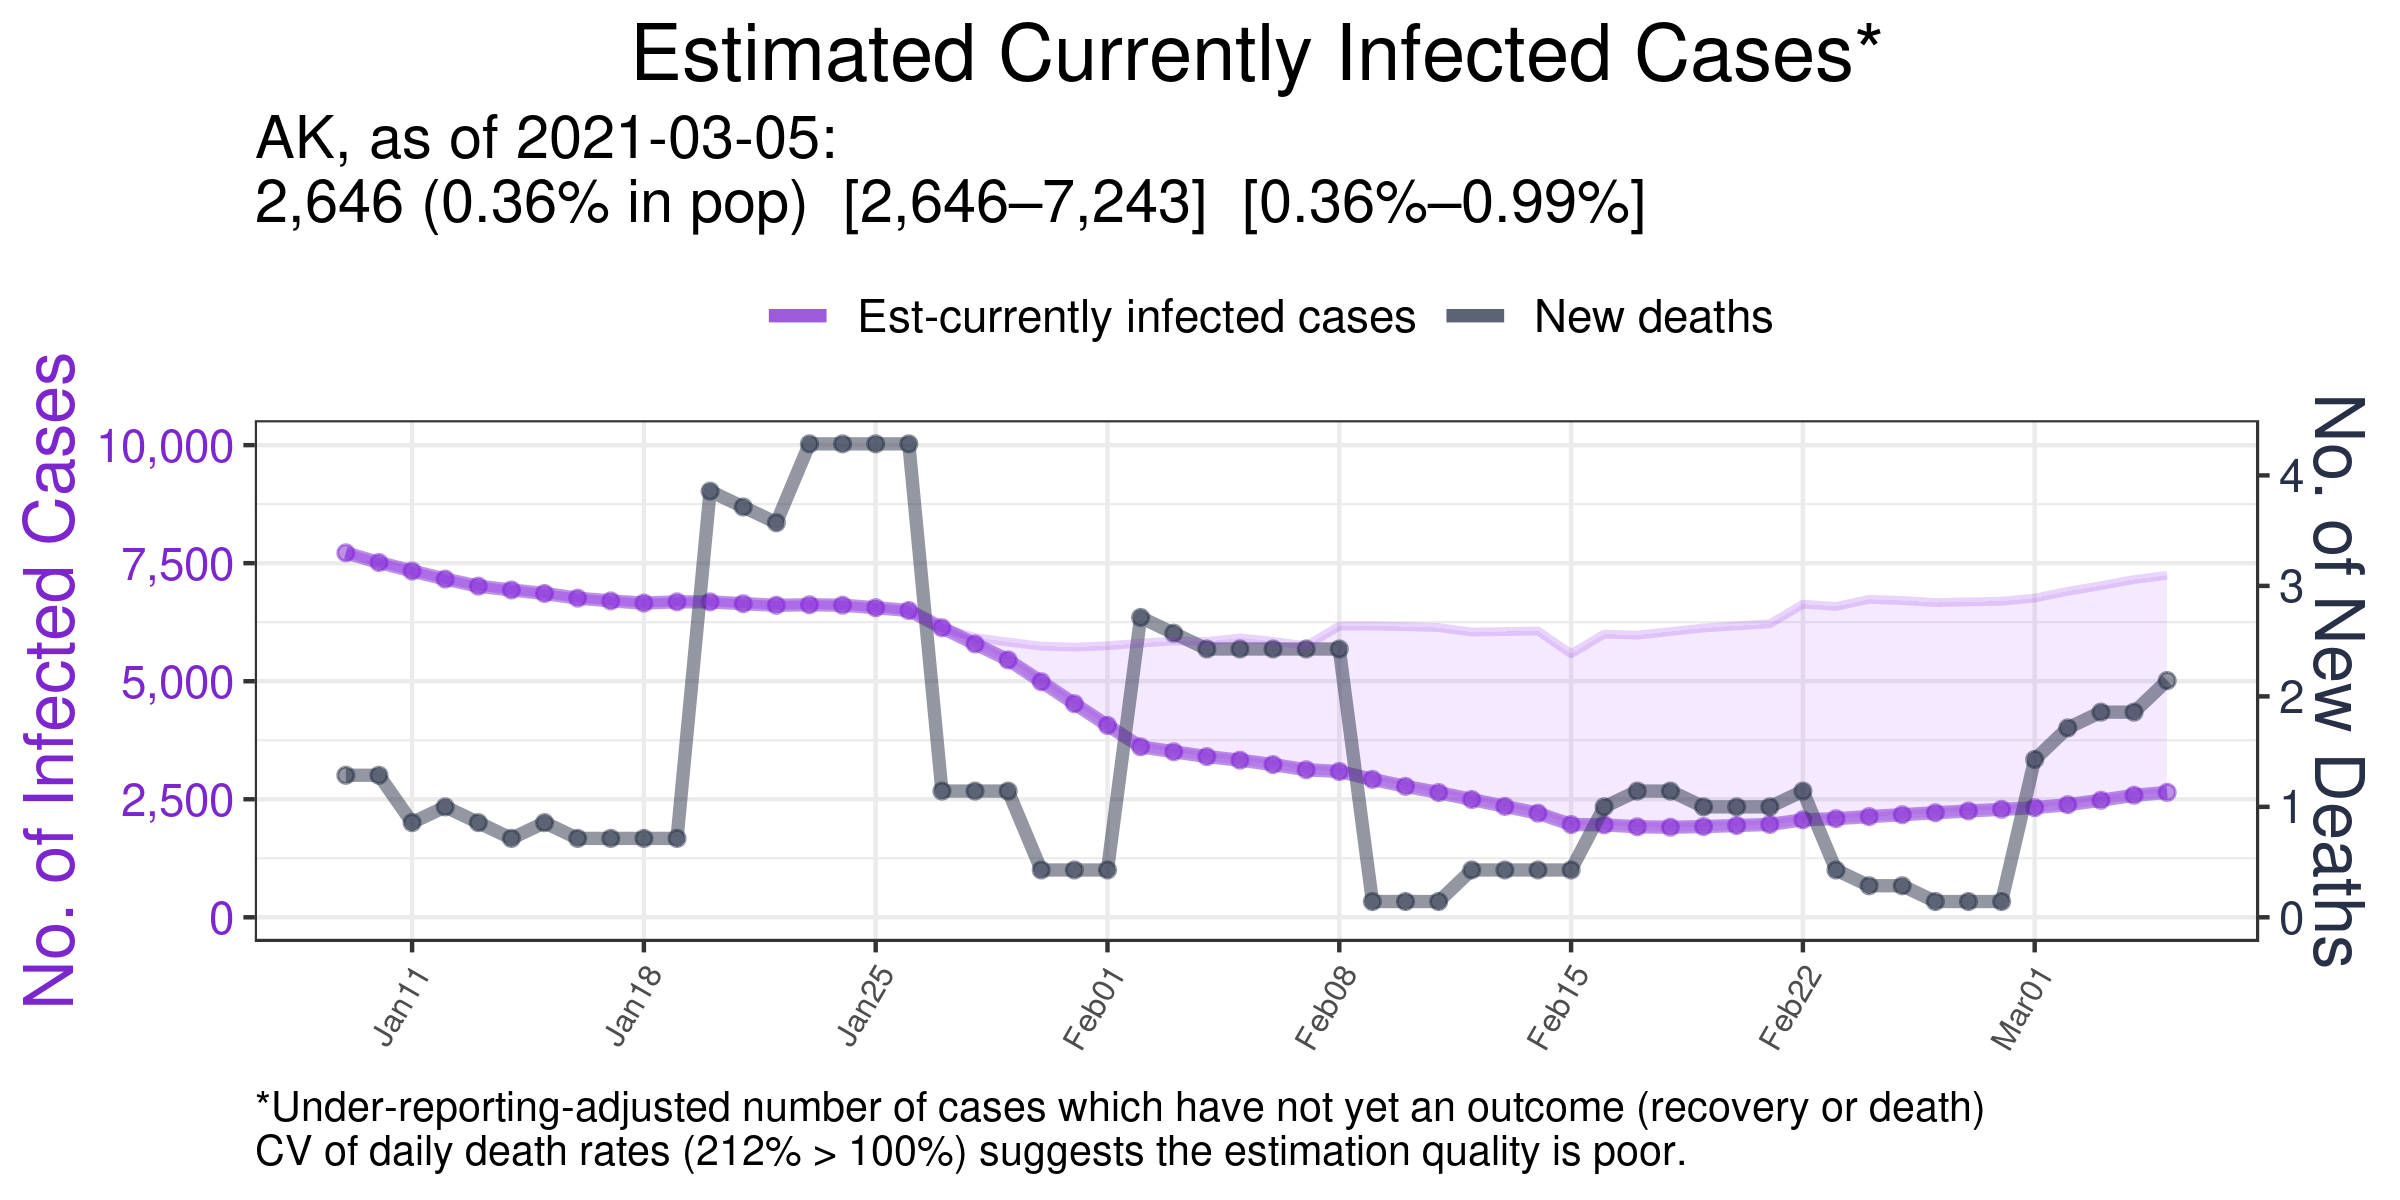 Estimated Currently Infected Cases*
AK, as of 2021-03-05:
2,646 (0.36% in pop) [2,646–7,243] [0.36%–0.99%]
Est-currently infected cases New deaths
No. of Infected Cases
10,000
7,500
5,000
2,500
0
No. of New Deaths
4
3
2
1
0
Jan11 Jan18 Jan25 Feb01 Feb08 Feb15 Feb22 Mar01
*Under-reporting-adjusted number of cases which have not yet an outcome (recovery or death)
CV of daily death rates (212% > 100%) suggests the estimation quality is poor.